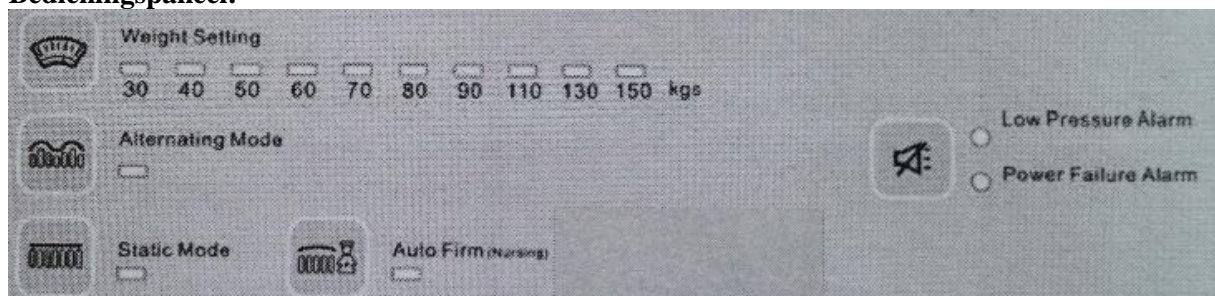 Bedieningspaneel:
Weight Setting
30 40 50 60 70 80 90 110 130 150 kgs
Low Pressure Alarm
Alternating Mode
Power Failure Alarm
Static Mode
Auto Firm (Nursing)